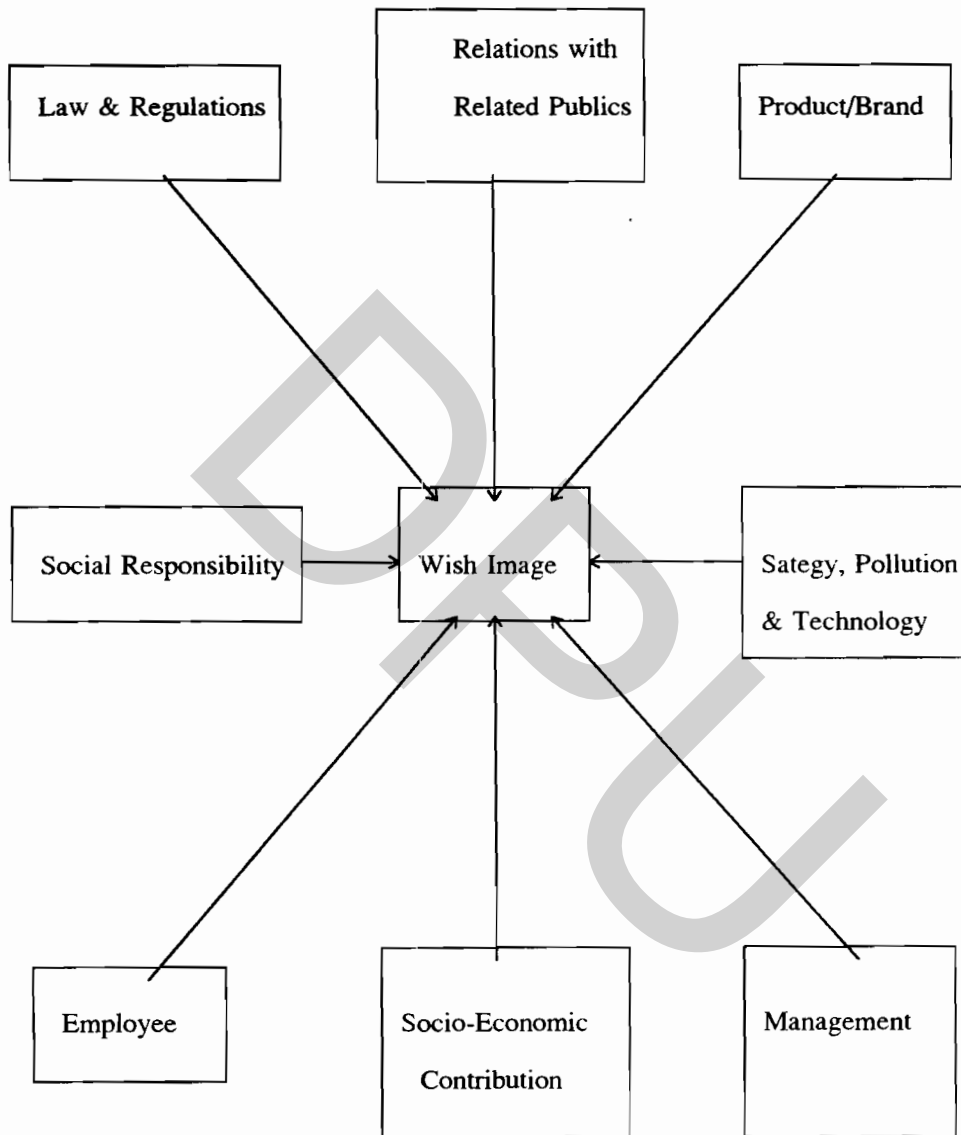 Relations with
Related Publics
Law & Regulations
Product/Brand
Social Responsibility
Wish Image
Sategy, Pollution
& Technology
Employee
Socio-Economic
Contribution
Management
DPU